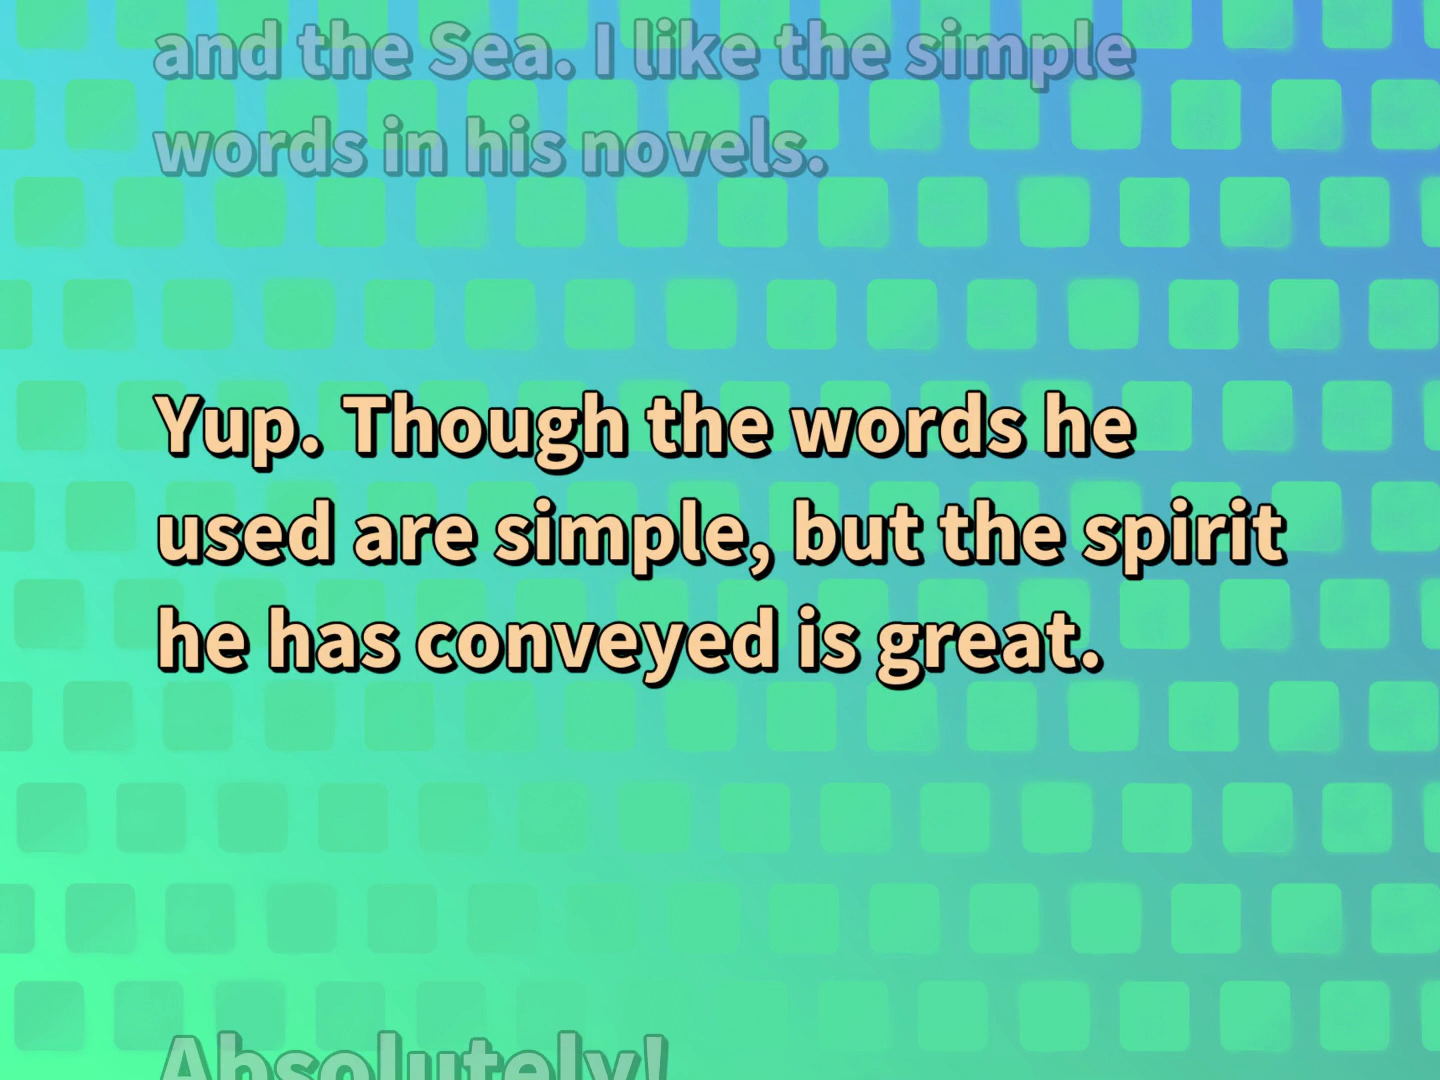 and the Sea. I like the simple
words in his novels.
Yup. Though the words he
used are simple, but the spirit
he has conveyed is great.
Absolutely!